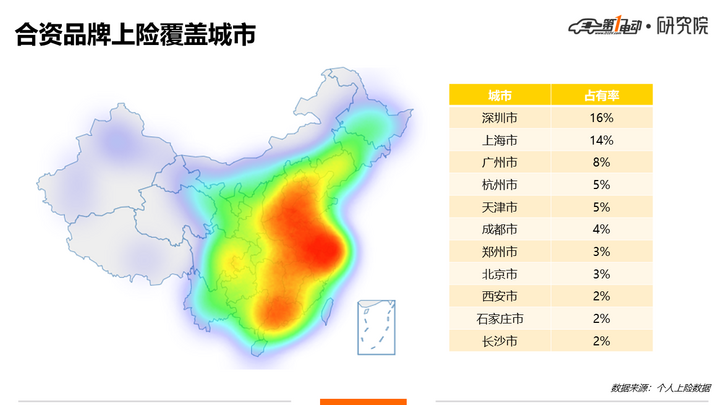 合资品牌上险覆盖城市
第1电动·研究院
城市 占有率
深圳市 16%
上海市 14%
广州市 8%
杭州市 5%
天津市 5%
成都市 4%
郑州市 3%
北京市 3%
西安市 2%
石家庄市 2%
长沙市 2%
数据来源：个人上险数据